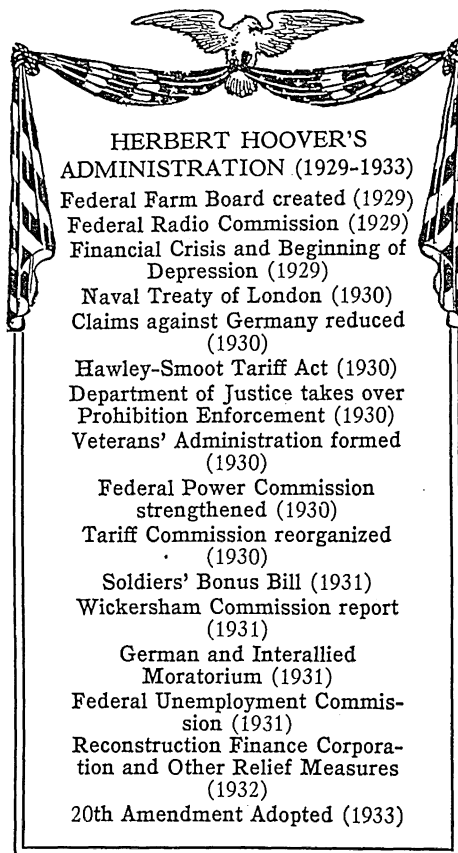 HERBERT HOOVER'S
ADMINISTRATION (1929-1933)
Federal Farm Board created (1929)
Federal Radio Commission (1929)
Financial Crisis and Beginning of
Depression (1929)
Naval Treaty of London (1930)
Claims against Germany reduced
(1930)
Hawley-Smoot Tariff Act (1930)
Department of Justice takes over
Prohibition Enforcement (1930)
Veterans' Administration formed
(1930)
Federal Power Commission
strengthened (1930)
Tariff Commission reorganized
(1930)
Soldiers' Bonus Bill (1931)
Wickersham Commission report
(1931)
German and Interallied
Moratorium (1931)
Federal Unemployment Commis-
sion (1931)
Reconstruction Finance Corpora-
tion and Other Relief Measures
(1932)
20th Amendment Adopted (1933)